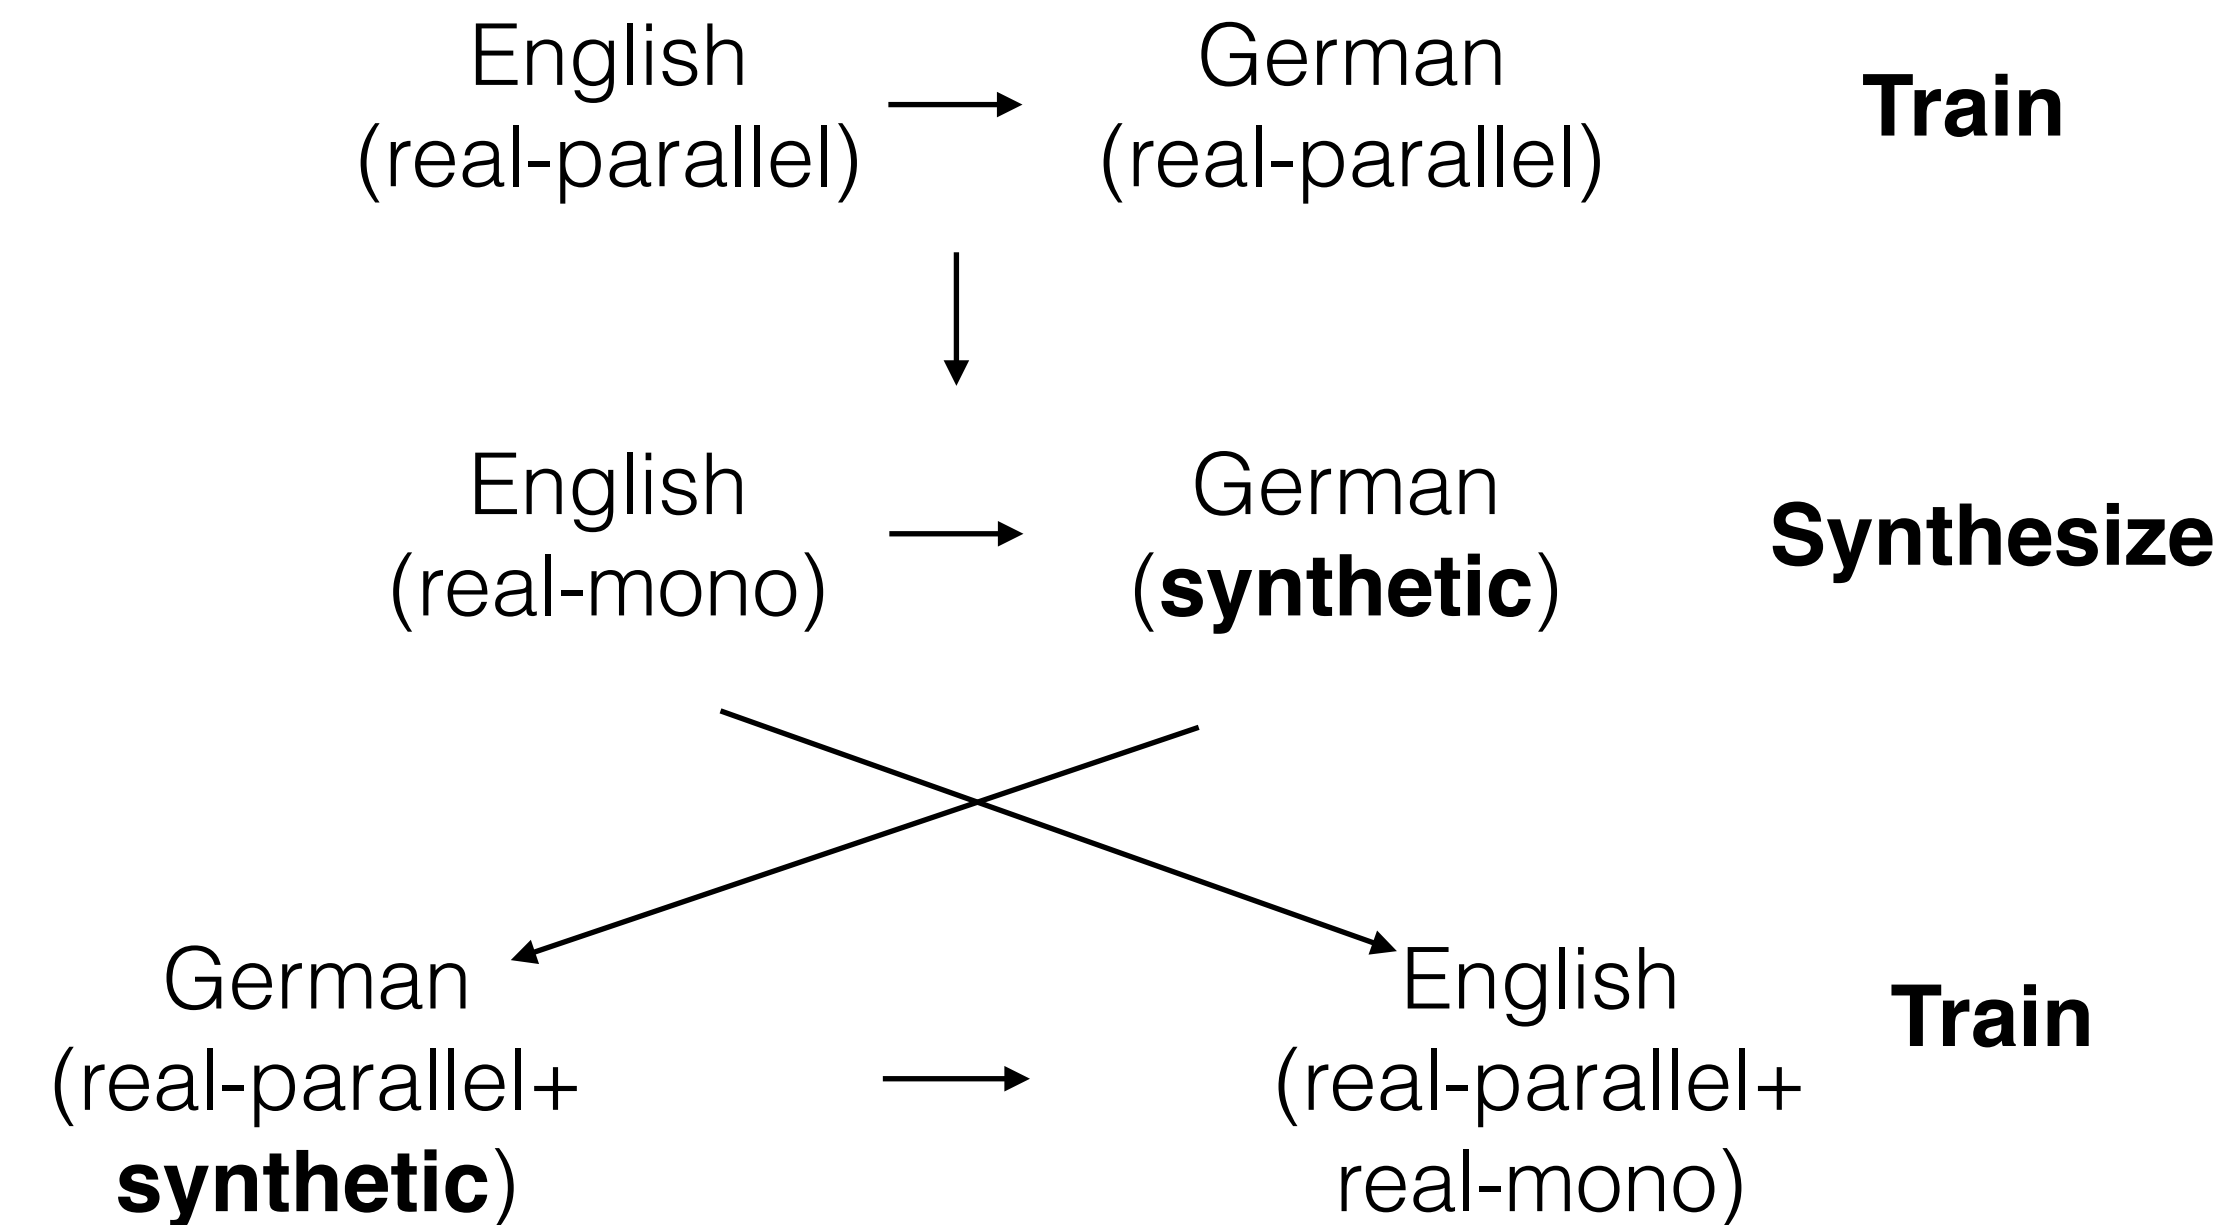 English
(real-parallel)
German
(real-parallel)
Train
English
(real-mono)
German
(synthetic)
Synthesize
German
(real-parallel+
synthetic)
English
(real-parallel+
real-mono)
Train